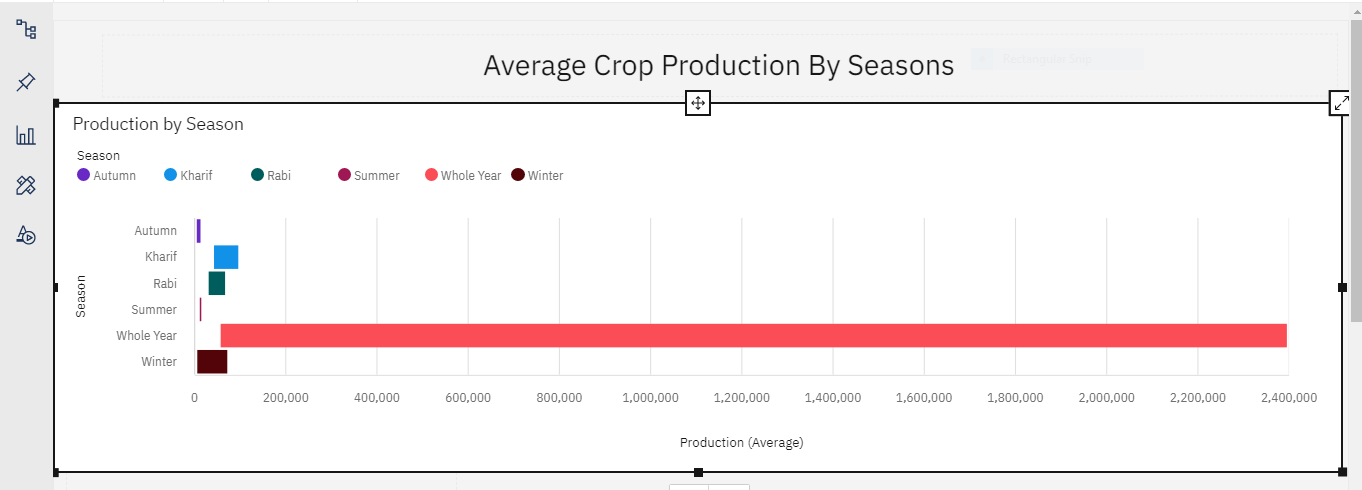 Average Crop Production By Seasons
Production by Season
Season
Autumn Kharif Rabi Summer Whole Year Winter
Season
Autumn
Kharif
Rabi
Summer
Whole Year
Winter
0 200,000 400,000 600,000 800,000 1,000,000 1,200,000 1,400,000 1,600,000 1,800,000 2,000,000 2,200,000 2,400,000
Production (Average)